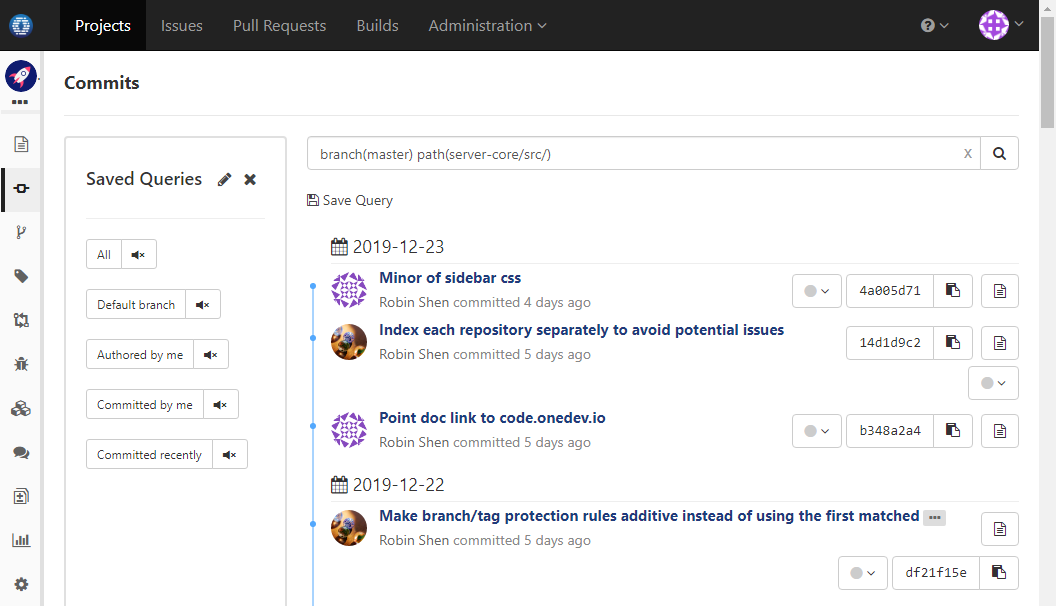 Projects Issues Pull Requests Builds Administration
Commits
Saved Queries
All
Default branch
Authored by me
Committed by me
Committed recently
branch(master) path(server-core/src/) X
Save Query
2019-12-23
Minor of sidebar css
Robin Shen committed 4 days ago
4a005d71
Index each repository separately to avoid potential issues
Robin Shen committed 5 days ago
14d1d9c2
Point doc link to code.onedev.io
Robin Shen committed 5 days ago
b348a2a4
2019-12-22
Make branch/tag protection rules additive instead of using the first matched
Robin Shen committed 5 days ago
df21f15e